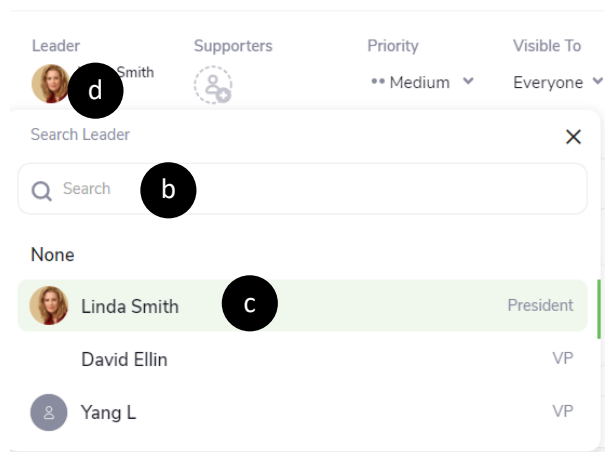 Leader Supporters Priority Visible To
Smith •• Medium Everyone
d
Search Leader
Search b
None
Linda Smith c President
David Ellin VP
Yang L VP